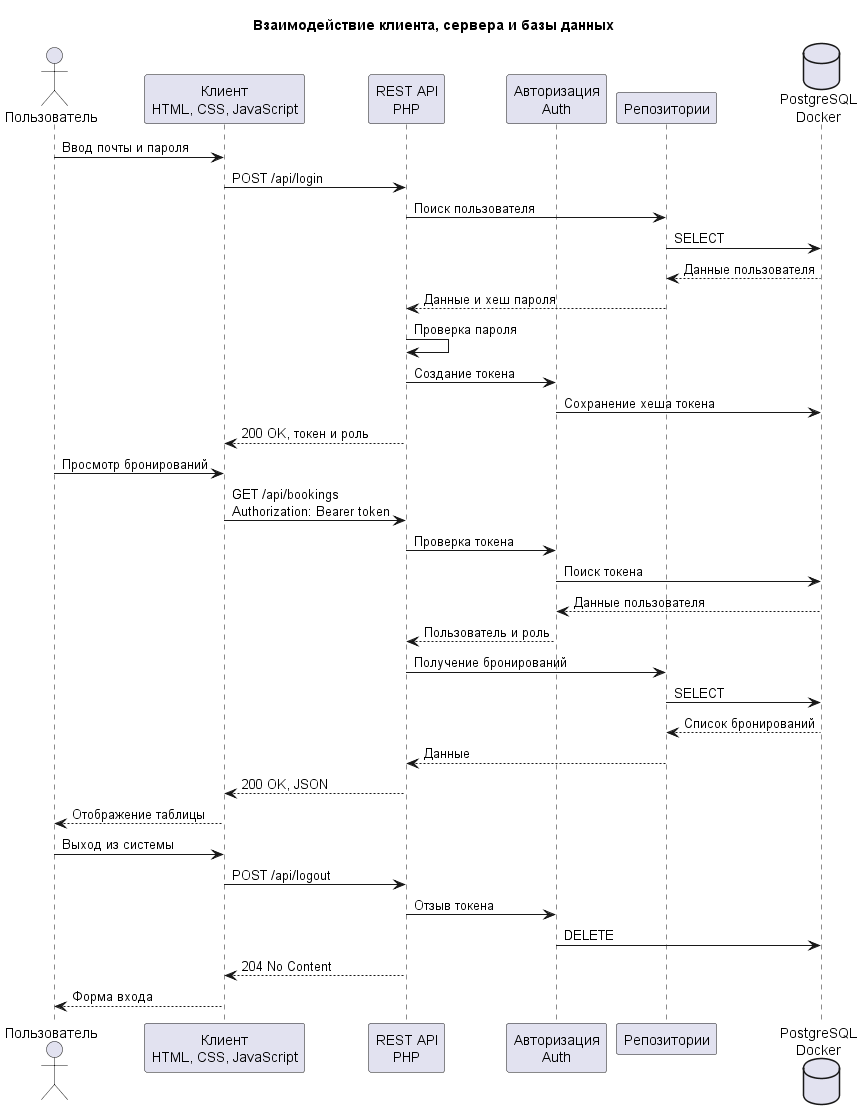 Взаимодействие клиента, сервера и базы данных
Пользователь
Клиент
HTML, CSS, JavaScript
REST API
PHP
Авторизация
Auth
Репозитории
PostgreSQL
Docker
Ввод почты и пароля
POST /api/login
Поиск пользователя
SELECT
Данные пользователя
Данные и хеш пароля
Проверка пароля
Создание токена
Сохранение хеша токена
200 OK, токен и роль
Просмотр бронирований
GET /api/bookings
Authorization: Bearer token
Проверка токена
Поиск токена
Данные пользователя
Пользователь и роль
Получение бронирований
SELECT
Список бронирований
Данные
200 OK, JSON
Отображение таблицы
Выход из системы
POST /api/logout
Отзыв токена
DELETE
204 No Content
Форма входа
Пользователь
Клиент
HTML, CSS, JavaScript
REST API
PHP
Авторизация
Auth
Репозитории
PostgreSQL
Docker